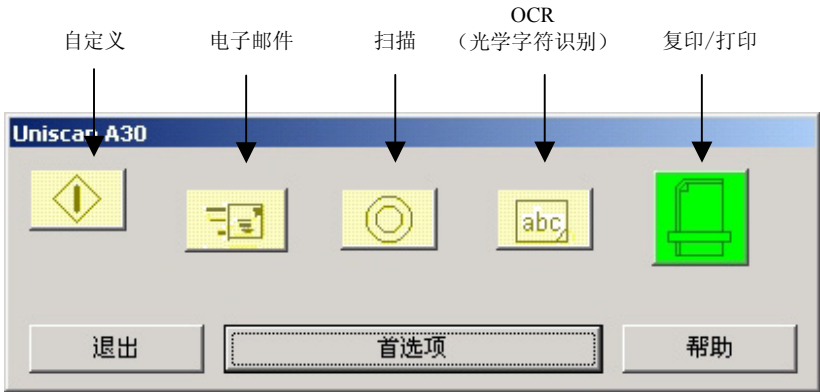 OCR
自定义 电子邮件 扫描 （光学字符识别） 复印/打印
Uniscan A30
abc
退出 首选项 帮助